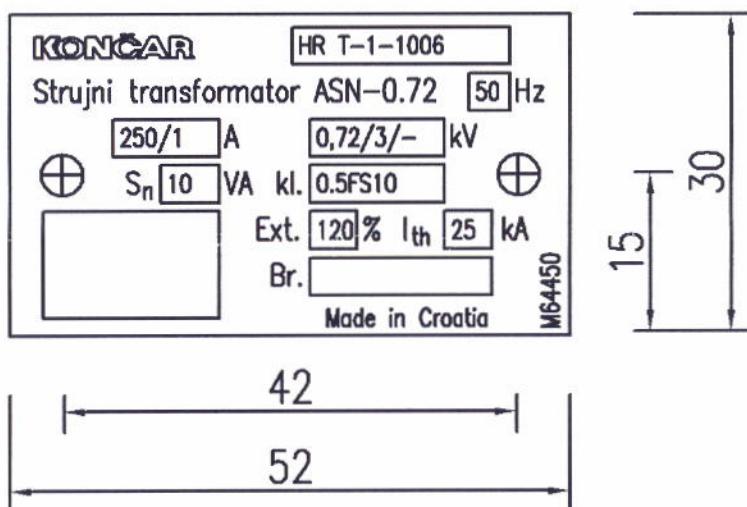 KONČAR HR T-1-1006
Strujni transformator ASN-0.72 50 Hz
250/1 A 0,72/3/- kV
Sn 10 VA kl. 0.5FS10
Ext. 120 % Ith 25 kA
Br.
Made in Croatia
M64450
15
30
42
52